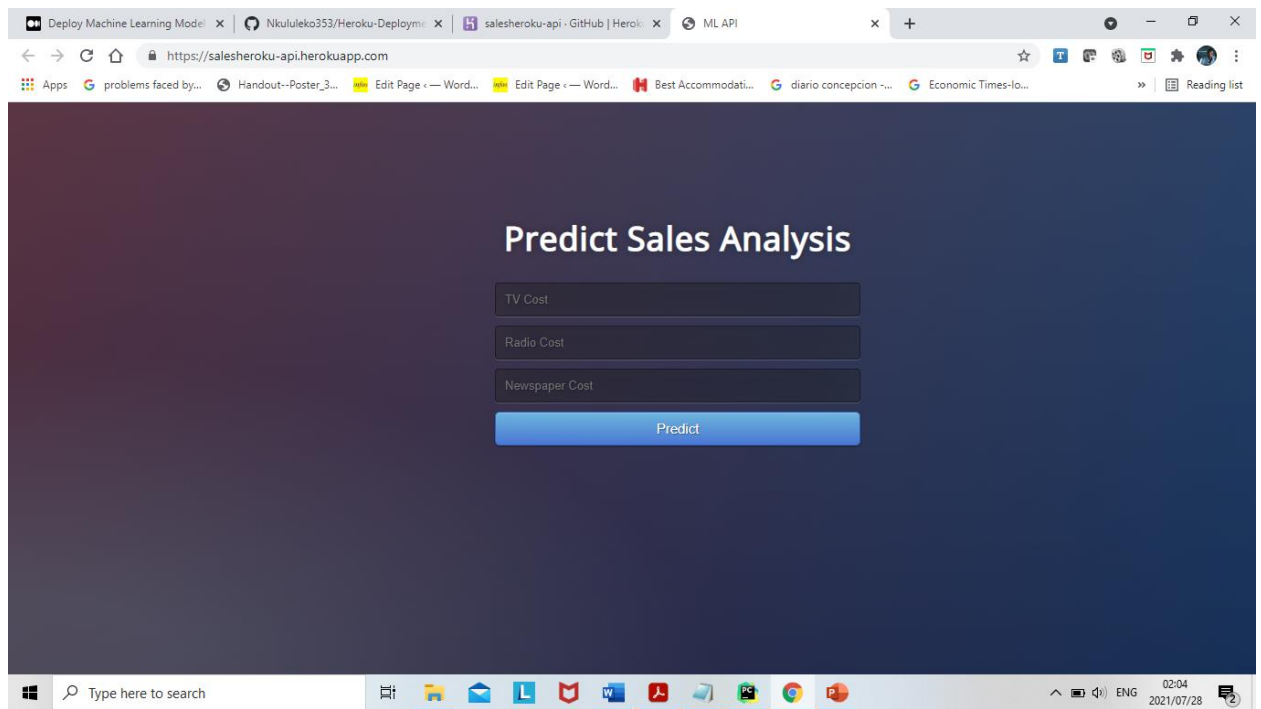 Deploy Machine Learning Model
Nkululeko353/Heroku-Deployme
salesheroku-api · GitHub | Herok
ML API
https://salesheroku-api.herokuapp.com
Apps
problems faced by...
Handout--Poster_3...
Edit Page ‹ — Word...
Edit Page ‹ — Word...
Best Accommodati...
diario concepcion -...
Economic Times-Io...
»
Reading list
Predict Sales Analysis
TV Cost
Radio Cost
Newspaper Cost
Predict
Type here to search
ENG
02:04
2021/07/28
2